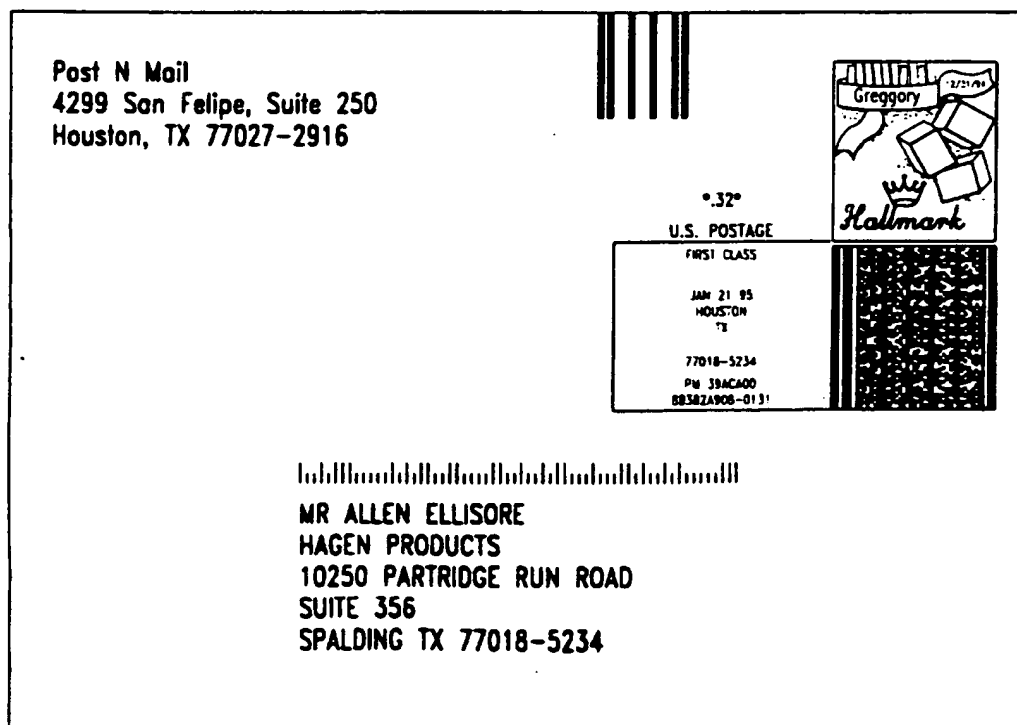 Post N Mail
4299 San Felipe, Suite 250
Houston, TX 77027-2916
Greggory
Hallmark
.32
U.S. POSTAGE
FIRST CLASS
JAN 21 95
HOUSTON
TX
77018-5234
PM 39ACA00
MR ALLEN ELLISORE
HAGEN PRODUCTS
10250 PARTRIDGE RUN ROAD
SUITE 356
SPALDING TX 77018-5234